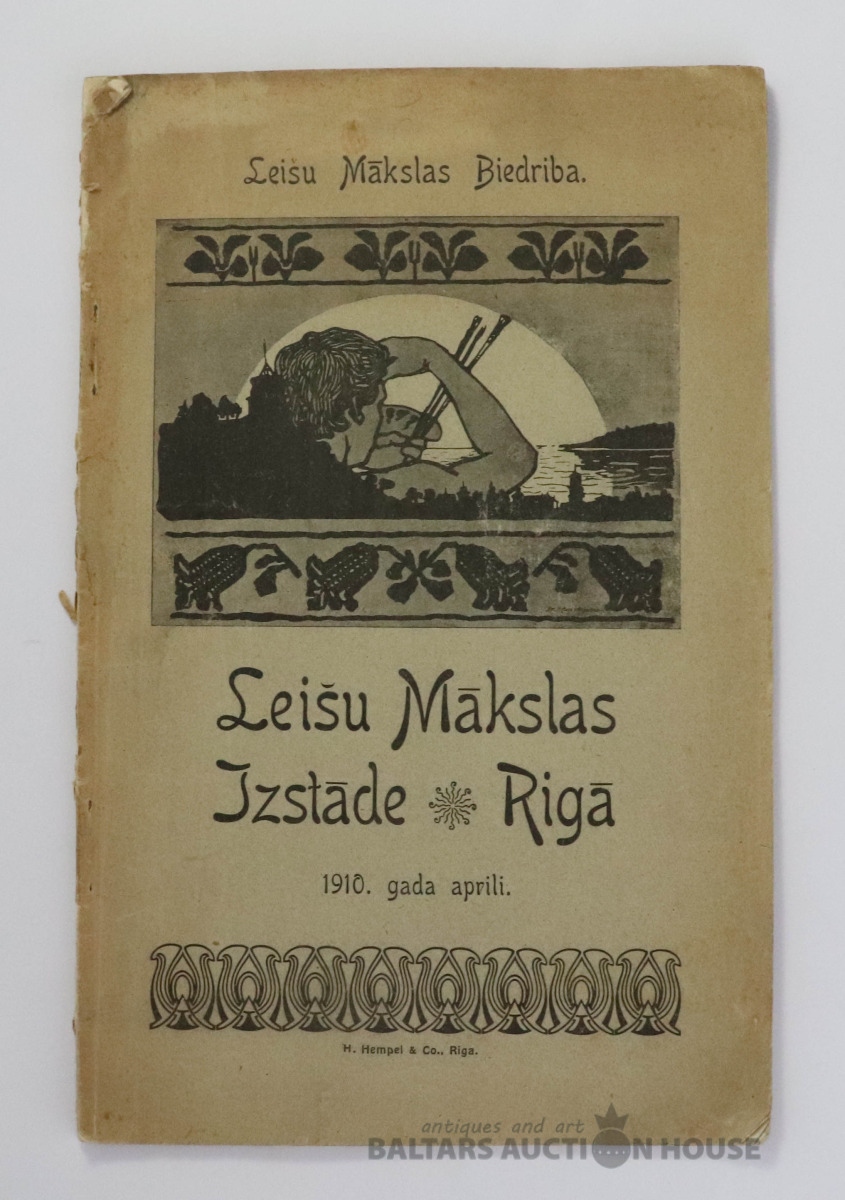 Leišu Mākslas Biedriba.
Leišu Mākslas
Izstāde Rigā
1910. gada aprili.
H. Hempel & Co., Riga.
antiques and art
BALTARS AUCTION HOUSE